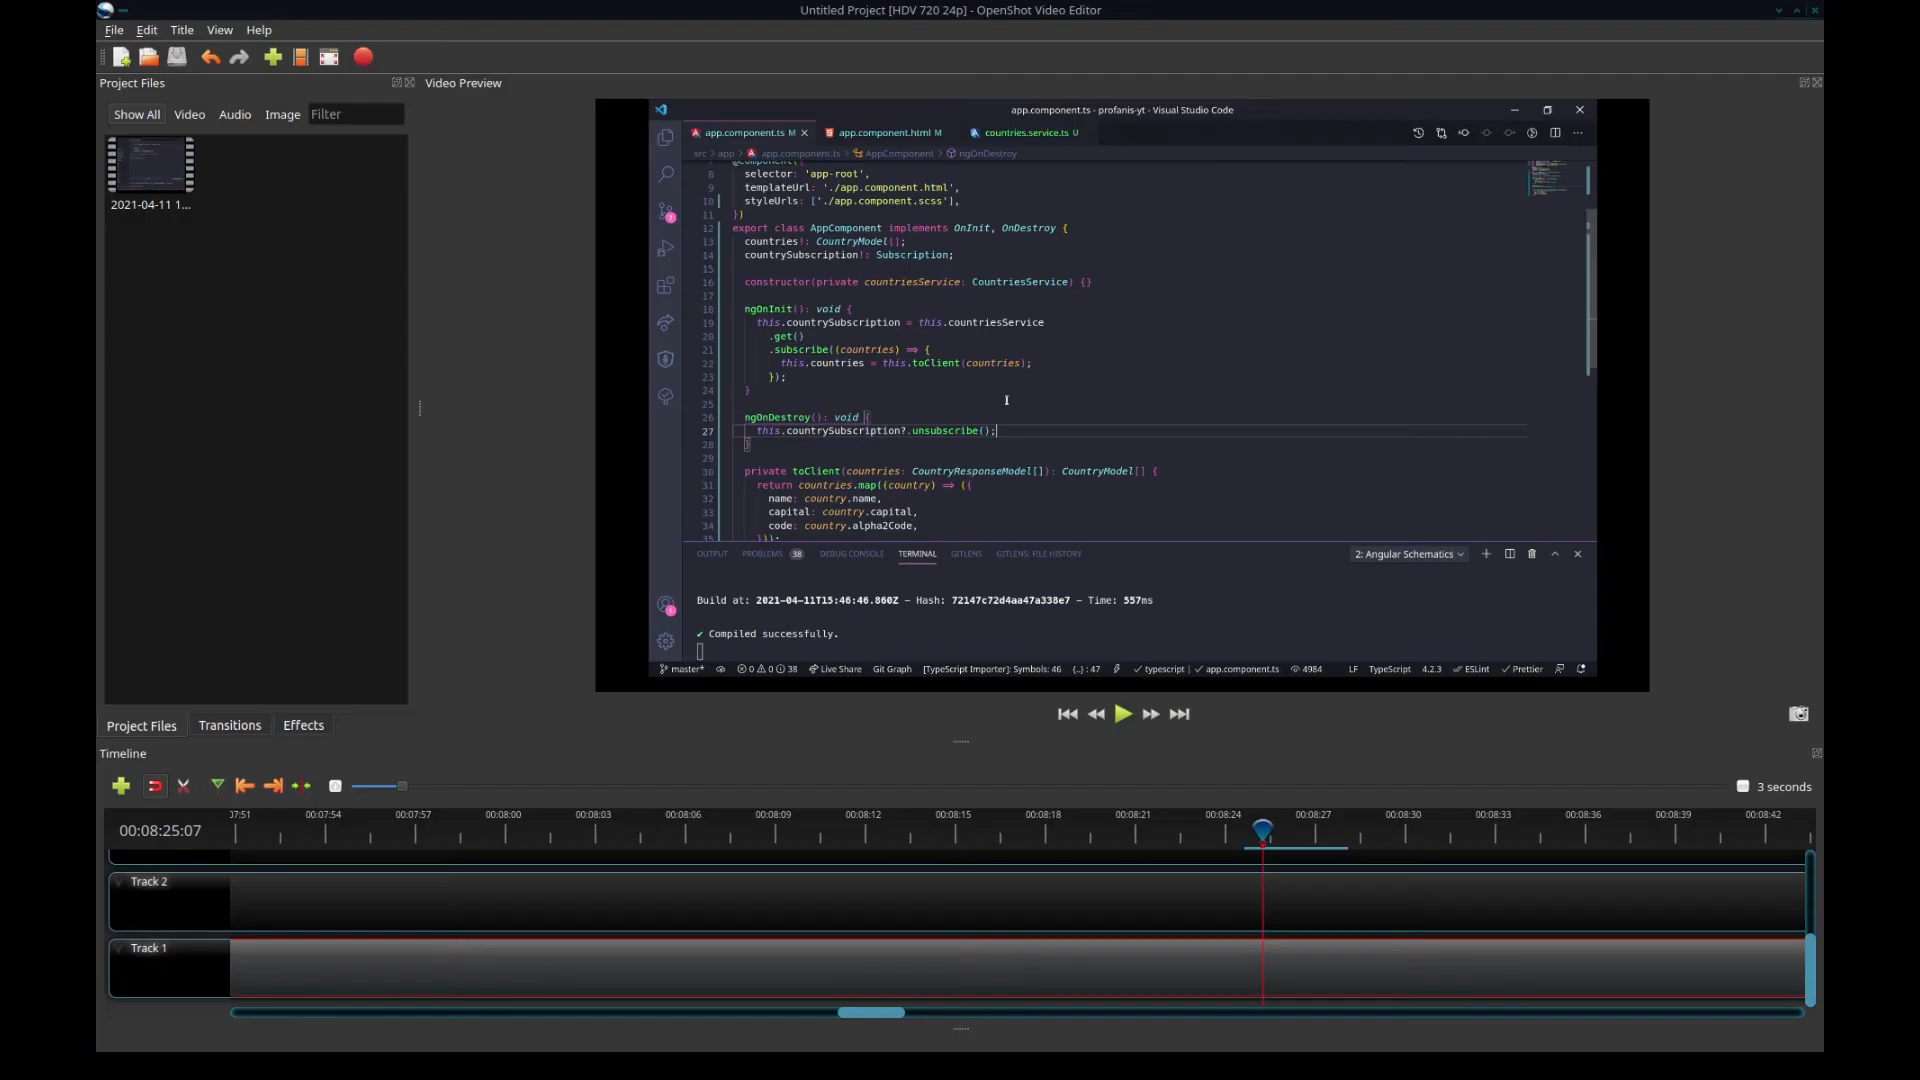 Untitled Project [HDV 720 24p] - OpenShot Video Editor
File Edit Title View Help
Project Files
Video Preview
Show All Video Audio Image Filter
2021-04-11 1...
app.component.ts - profanis-yt - Visual Studio Code
app.component.ts M app.component.html M countries.service.ts U
src > app > app.component.ts > AppComponent > ngOnDestroy
8 selector: 'app-root',
9 templateUrl: './app.component.html',
10 styleUrls: ['./app.component.scss'],
11 })
12 export class AppComponent implements OnInit, OnDestroy {
13 countries!: CountryModel[];
14 countrySubscription!: Subscription;
15
16 constructor(private countriesService: CountriesService) {}
17
18 ngOnInit(): void {
19 this.countrySubscription = this.countriesService
20 .get()
21 .subscribe((countries) => {
22 this.countries = this.toClient(countries);
23 });
24 }
25
26 ngOnDestroy(): void {
27 this.countrySubscription?.unsubscribe();
28 }
29
30 private toClient(countries: CountryResponseModel[]): CountryModel[] {
31 return countries.map((country) => ({
32 name: country.name,
33 capital: country.capital,
34 code: country.alpha2Code,
35 }));
OUTPUT PROBLEMS 38 DEBUG CONSOLE TERMINAL GITLENS GITLENS: FILE HISTORY 2: Angular Schematics
Build at: 2021-04-11T15:46:46.860Z - Hash: 72147c72d4aa47a338e7 - Time: 557ms
✔ Compiled successfully.
master* 0 0 38 Live Share Git Graph [TypeScript Importer]: Symbols: 46 {..} : 47 typescript | app.component.ts 4984 LF TypeScript 4.2.3 ESLint Prettier
Project Files Transitions Effects
Timeline
3 seconds
00:08:25:07
07:51 00:07:54 00:07:57 00:08:00 00:08:03 00:08:06 00:08:09 00:08:12 00:08:15 00:08:18 00:08:21 00:08:24 00:08:27 00:08:30 00:08:33 00:08:36 00:08:39 00:08:42
Track 2
Track 1